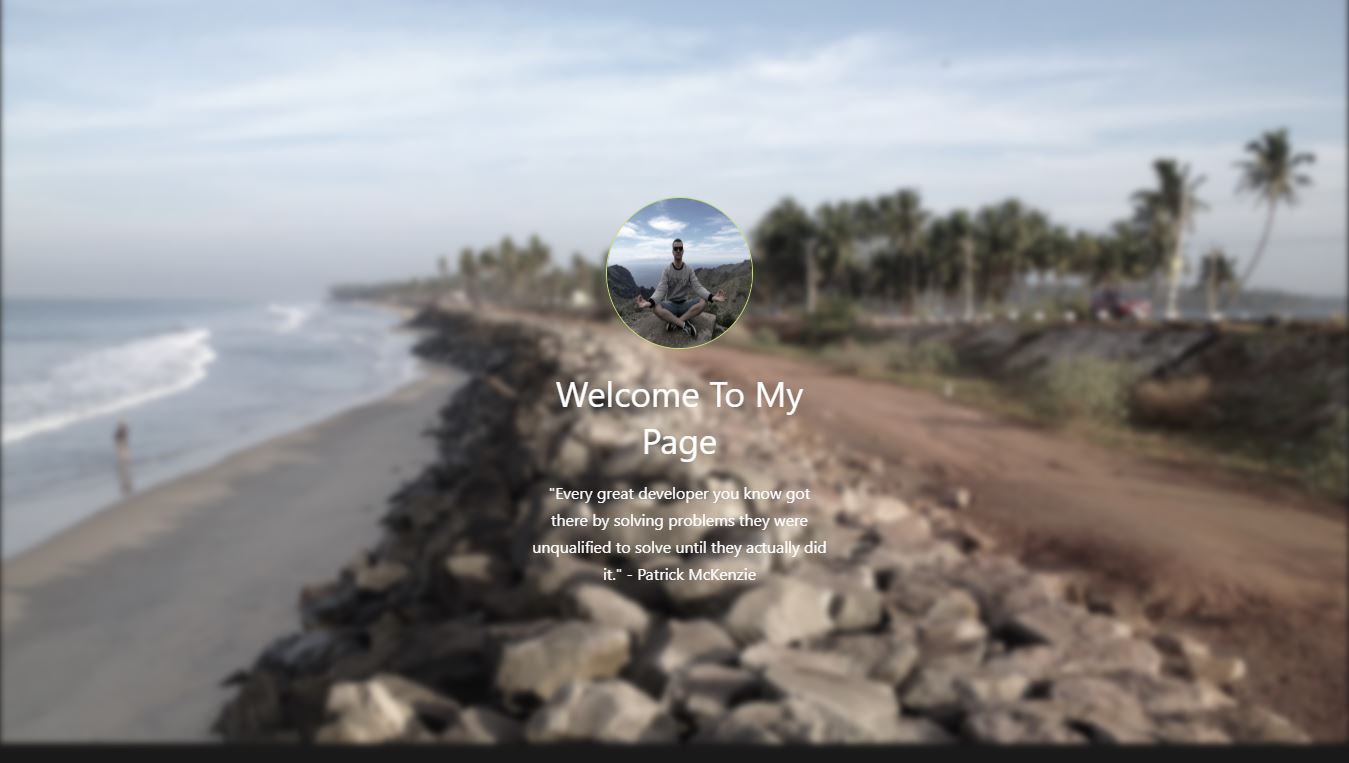 Welcome To My
Page
"Every great developer you know got
there by solving problems they were
unqualified to solve until they actually did
it." - Patrick McKenzie